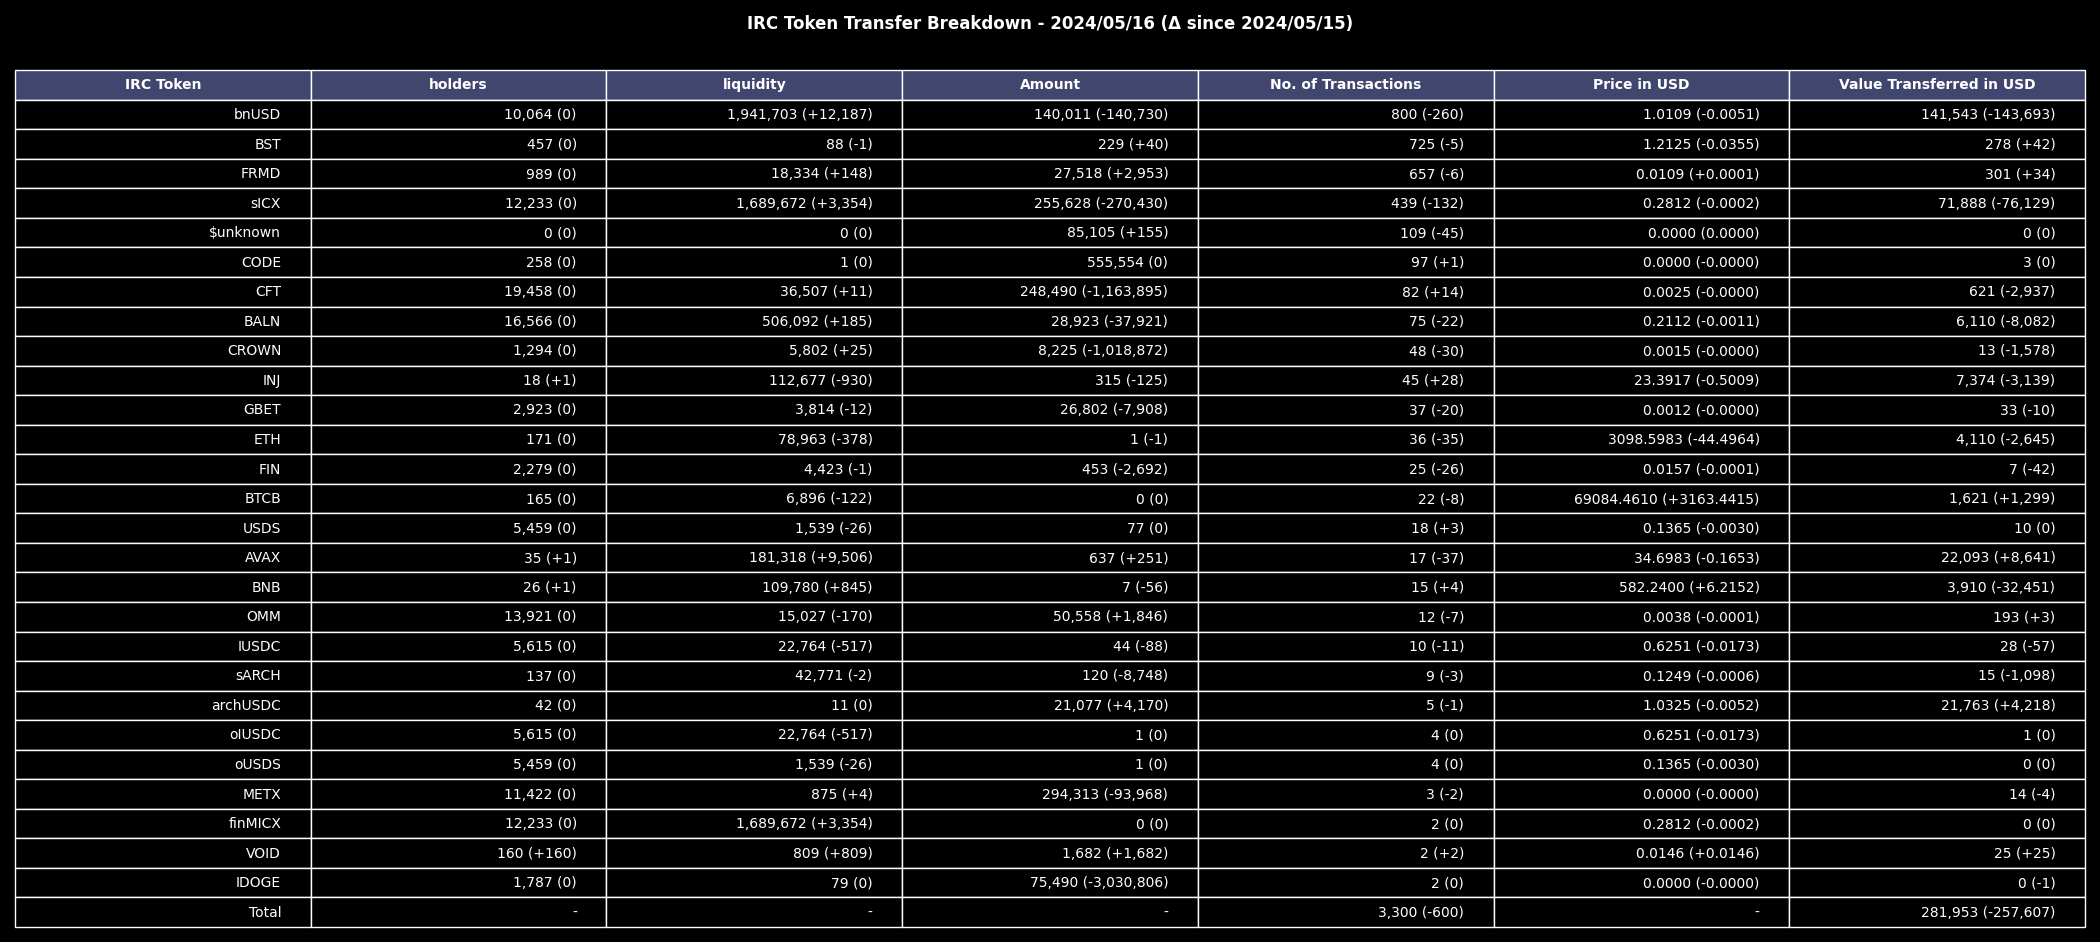 IRC Token Transfer Breakdown - 2024/05/16 (Δ since 2024/05/15)
IRC Token holders liquidity Amount No. of Transactions Price in USD Value Transferred in USD
bnUSD 10,064 (0) 1,941,703 (+12,187) 140,011 (-140,730) 800 (-260) 1.0109 (-0.0051) 141,543 (-143,693)
BST 457 (0) 88 (-1) 229 (+40) 725 (-5) 1.2125 (-0.0355) 278 (+42)
FRMD 989 (0) 18,334 (+148) 27,518 (+2,953) 657 (-6) 0.0109 (+0.0001) 301 (+34)
sICX 12,233 (0) 1,689,672 (+3,354) 255,628 (-270,430) 439 (-132) 0.2812 (-0.0002) 71,888 (-76,129)
$unknown 0 (0) 0 (0) 85,105 (+155) 109 (-45) 0.0000 (0.0000) 0 (0)
CODE 258 (0) 1 (0) 555,554 (0) 97 (+1) 0.0000 (-0.0000) 3 (0)
CFT 19,458 (0) 36,507 (+11) 248,490 (-1,163,895) 82 (+14) 0.0025 (-0.0000) 621 (-2,937)
BALN 16,566 (0) 506,092 (+185) 28,923 (-37,921) 75 (-22) 0.2112 (-0.0011) 6,110 (-8,082)
CROWN 1,294 (0) 5,802 (+25) 8,225 (-1,018,872) 48 (-30) 0.0015 (-0.0000) 13 (-1,578)
INJ 18 (+1) 112,677 (-930) 315 (-125) 45 (+28) 23.3917 (-0.5009) 7,374 (-3,139)
GBET 2,923 (0) 3,814 (-12) 26,802 (-7,908) 37 (-20) 0.0012 (-0.0000) 33 (-10)
ETH 171 (0) 78,963 (-378) 1 (-1) 36 (-35) 3098.5983 (-44.4964) 4,110 (-2,645)
FIN 2,279 (0) 4,423 (-1) 453 (-2,692) 25 (-26) 0.0157 (-0.0001) 7 (-42)
BTCB 165 (0) 6,896 (-122) 0 (0) 22 (-8) 69084.4610 (+3163.4415) 1,621 (+1,299)
USDS 5,459 (0) 1,539 (-26) 77 (0) 18 (+3) 0.1365 (-0.0030) 10 (0)
AVAX 35 (+1) 181,318 (+9,506) 637 (+251) 17 (-37) 34.6983 (-0.1653) 22,093 (+8,641)
BNB 26 (+1) 109,780 (+845) 7 (-56) 15 (+4) 582.2400 (+6.2152) 3,910 (-32,451)
OMM 13,921 (0) 15,027 (-170) 50,558 (+1,846) 12 (-7) 0.0038 (-0.0001) 193 (+3)
IUSDC 5,615 (0) 22,764 (-517) 44 (-88) 10 (-11) 0.6251 (-0.0173) 28 (-57)
sARCH 137 (0) 42,771 (-2) 120 (-8,748) 9 (-3) 0.1249 (-0.0006) 15 (-1,098)
archUSDC 42 (0) 11 (0) 21,077 (+4,170) 5 (-1) 1.0325 (-0.0052) 21,763 (+4,218)
oIUSDC 5,615 (0) 22,764 (-517) 1 (0) 4 (0) 0.6251 (-0.0173) 1 (0)
oUSDS 5,459 (0) 1,539 (-26) 1 (0) 4 (0) 0.1365 (-0.0030) 0 (0)
METX 11,422 (0) 875 (+4) 294,313 (-93,968) 3 (-2) 0.0000 (-0.0000) 14 (-4)
finMICX 12,233 (0) 1,689,672 (+3,354) 0 (0) 2 (0) 0.2812 (-0.0002) 0 (0)
VOID 160 (+160) 809 (+809) 1,682 (+1,682) 2 (+2) 0.0146 (+0.0146) 25 (+25)
IDOGE 1,787 (0) 79 (0) 75,490 (-3,030,806) 2 (0) 0.0000 (-0.0000) 0 (-1)
Total - - - 3,300 (-600) - 281,953 (-257,607)